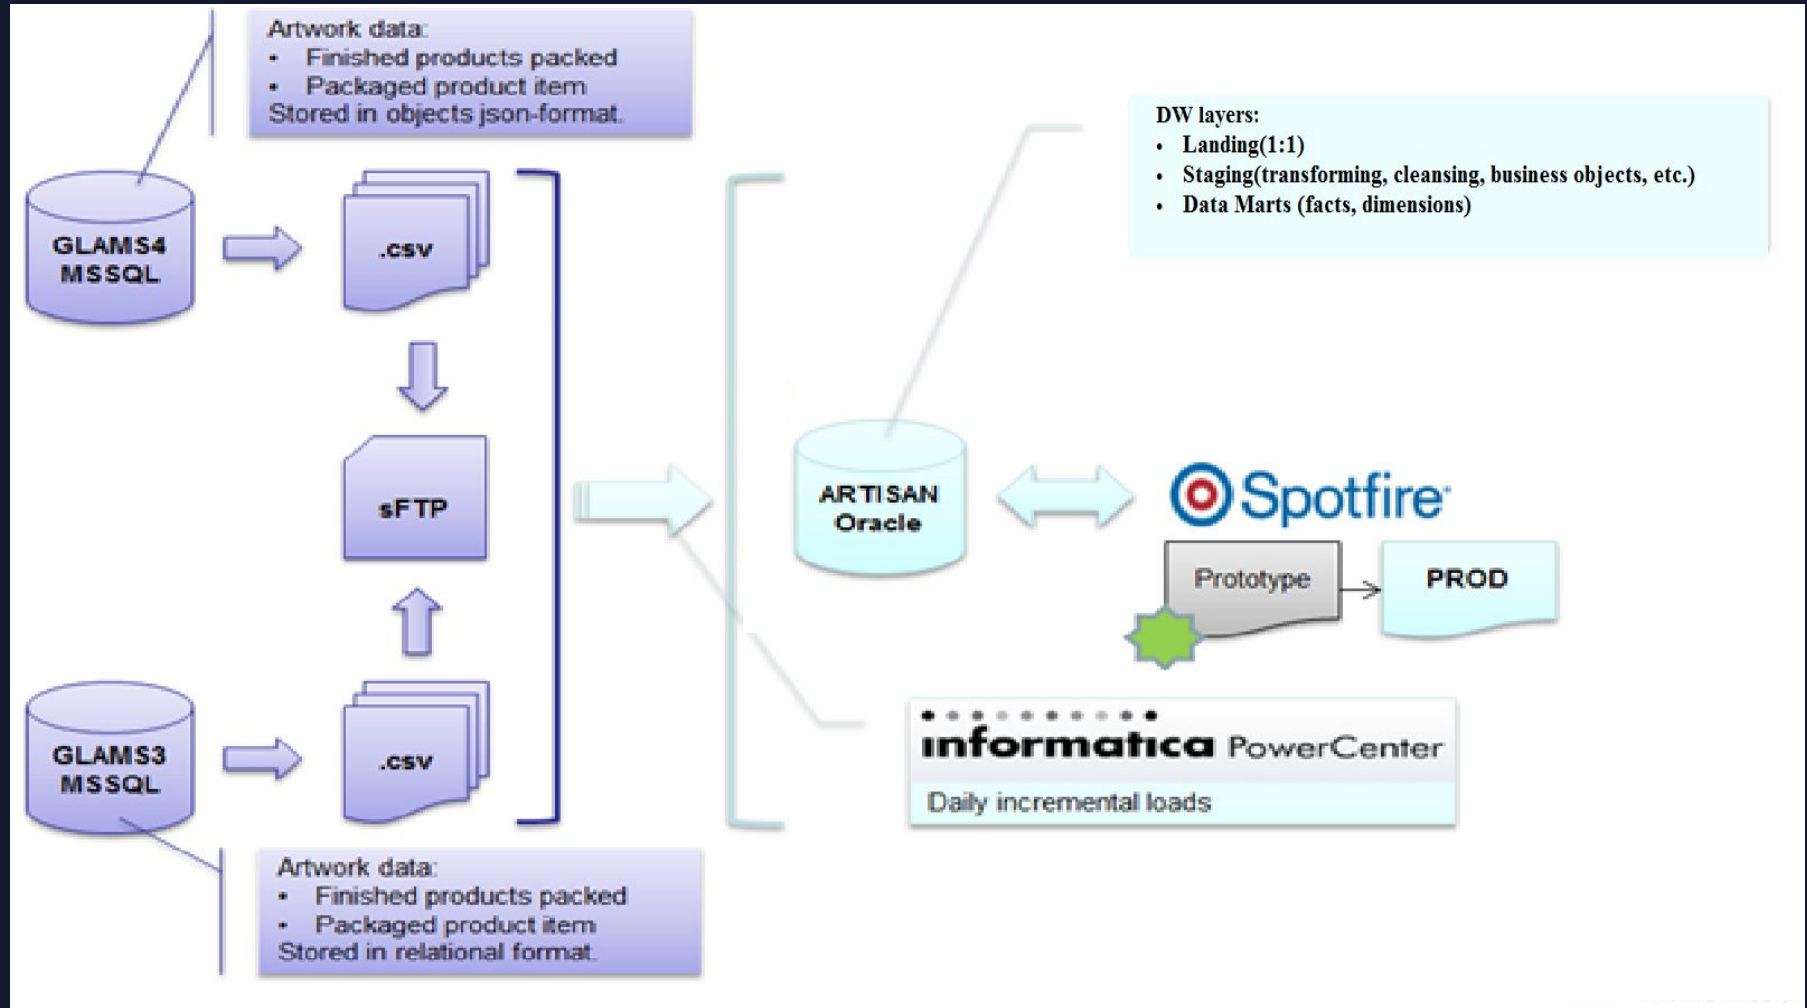 Artwork data:
• Finished products packed
• Packaged product item
Stored in objects json-format.
DW layers:
• Landing(1:1)
• Staging(transforming, cleansing, business objects, etc.)
• Data Marts (facts, dimensions)
GLAMS4
MSSQL
.csv
sFTP
ARTISAN
Oracle
Spotfire
Prototype
PROD
GLAMS3
MSSQL
.csv
informatica PowerCenter
Daily incremental loads
Artwork data:
• Finished products packed
• Packaged product item
Stored in relational format.